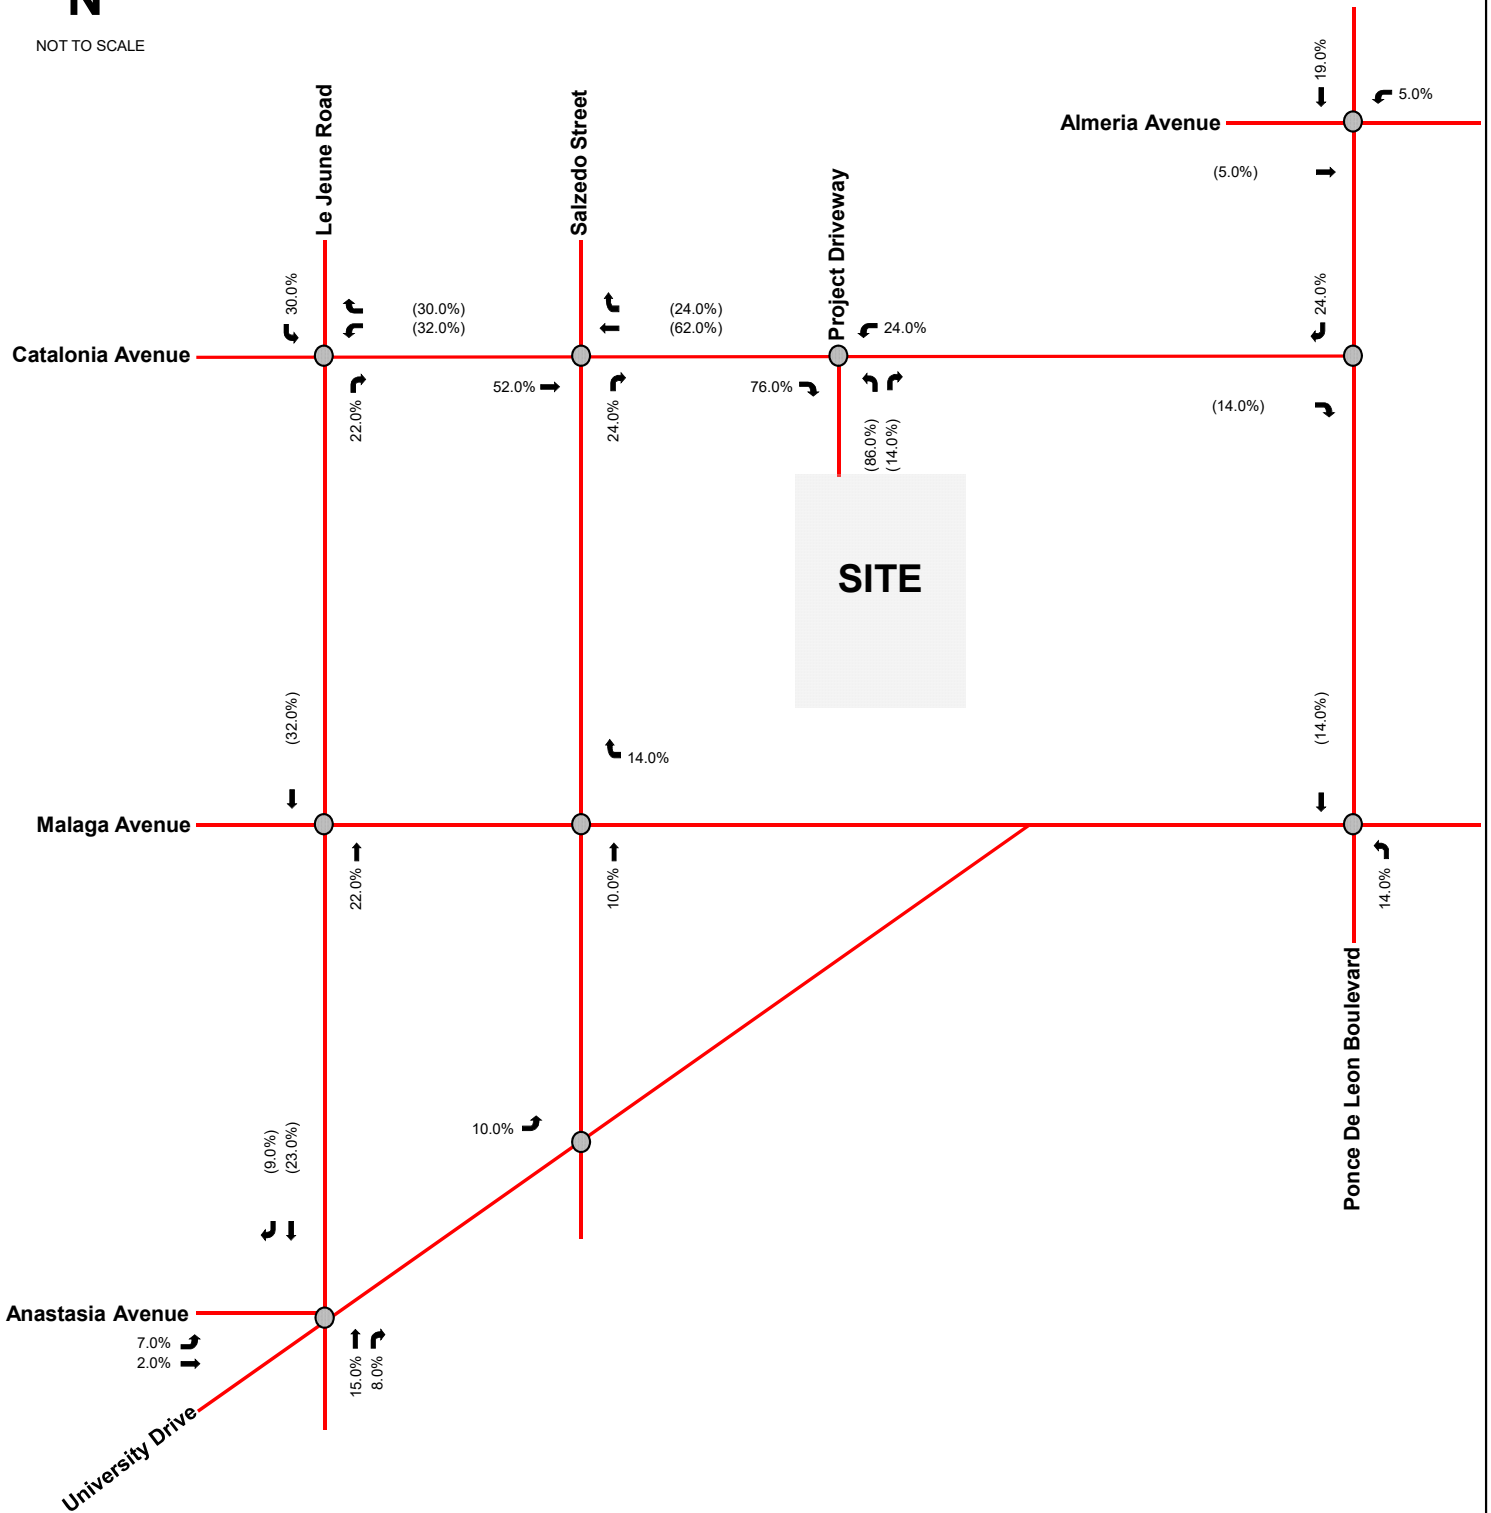 N
NOT TO SCALE
Le Jeune Road
Salzedo Street
Project Driveway
19.0%
5.0%
Almeria Avenue
(5.0%)
30.0%
(30.0%)
(32.0%)
(24.0%)
(62.0%)
24.0%
24.0%
Catalonia Avenue
22.0%
52.0%
24.0%
76.0%
(86.0%)
(14.0%)
(14.0%)
SITE
(32.0%)
14.0%
(14.0%)
Malaga Avenue
22.0%
10.0%
14.0%
Ponce De Leon Boulevard
(9.0%)
(23.0%)
10.0%
Anastasia Avenue
7.0%
2.0%
15.0%
8.0%
University Drive